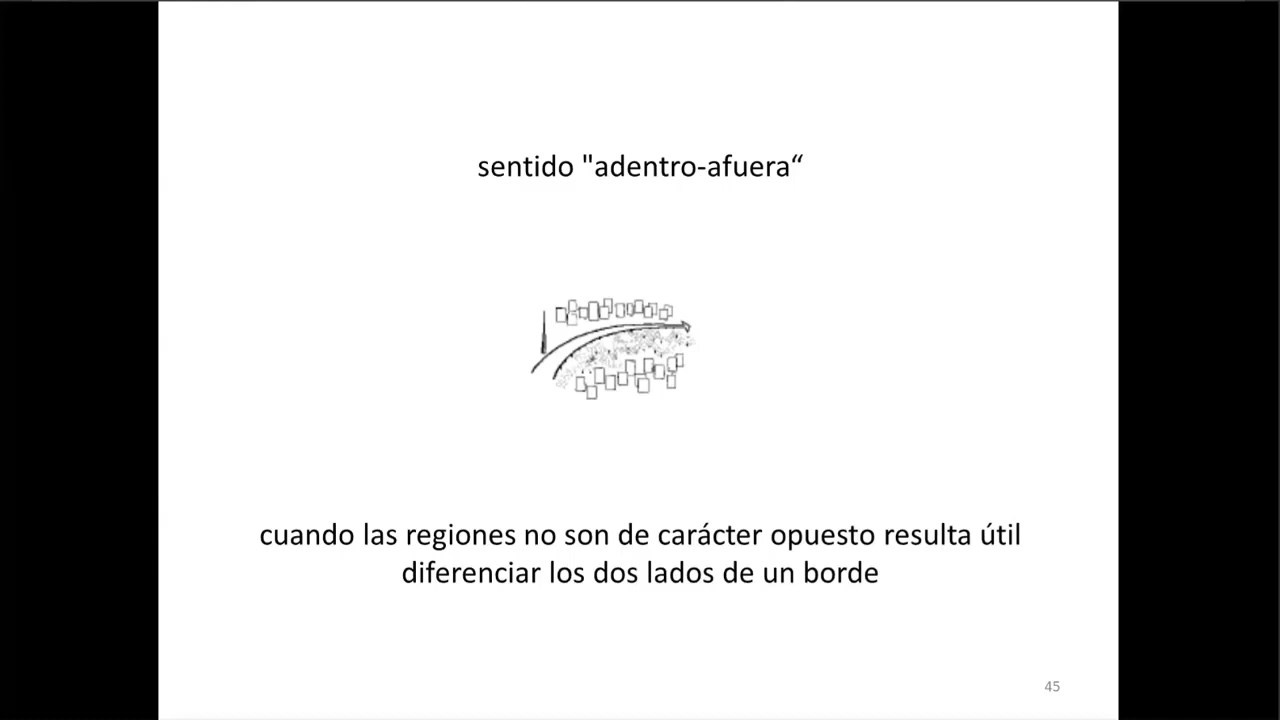 sentido "adentro-afuera“
cuando las regiones no son de carácter opuesto resulta útil
diferenciar los dos lados de un borde
45